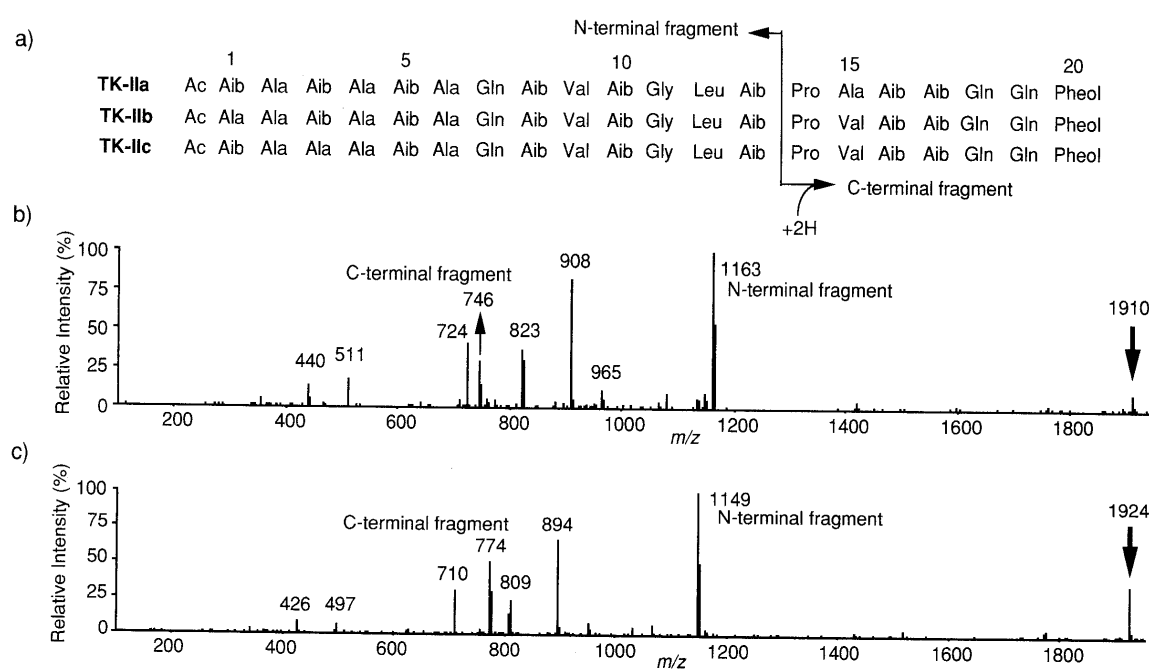 a)
N-terminal fragment
1 5 10 15 20
TK-IIa Ac Aib Ala Aib Ala Aib Ala Gln Aib Val Aib Gly Leu Aib Pro Ala Aib Aib Gln Gln Pheol
TK-IIb Ac Ala Ala Aib Ala Aib Ala Gln Aib Val Aib Gly Leu Aib Pro Val Aib Aib Gln Gln Pheol
TK-IIc Ac Aib Ala Ala Ala Aib Ala Gln Aib Val Aib Gly Leu Aib Pro Val Aib Aib Gln Gln Pheol
C-terminal fragment
+2H
b)
Relative Intensity (%)
100
75
50
25
0
C-terminal fragment
908
746
724
823
440
511
965
1163
N-terminal fragment
1910
200 400 600 800 1000 1200 1400 1600 1800
m/z
c)
Relative Intensity (%)
100
75
50
25
0
C-terminal fragment
894
774
710
809
426
497
1149
N-terminal fragment
1924
200 400 600 800 1000 1200 1400 1600 1800
m/z